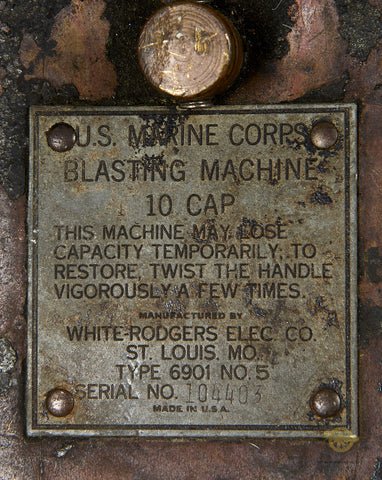 U.S. MARINE CORPS
BLASTING MACHINE
10 CAP
THIS MACHINE MAY LOSE
CAPACITY TEMPORARILY, TO
RESTORE, TWIST THE HANDLE
VIGOROUSLY A FEW TIMES.
MANUFACTURED BY
WHITE-RODGERS ELEC. CO.
ST. LOUIS, MO.
TYPE 6901 NO. 5
SERIAL NO. 104403
MADE IN U.S.A.